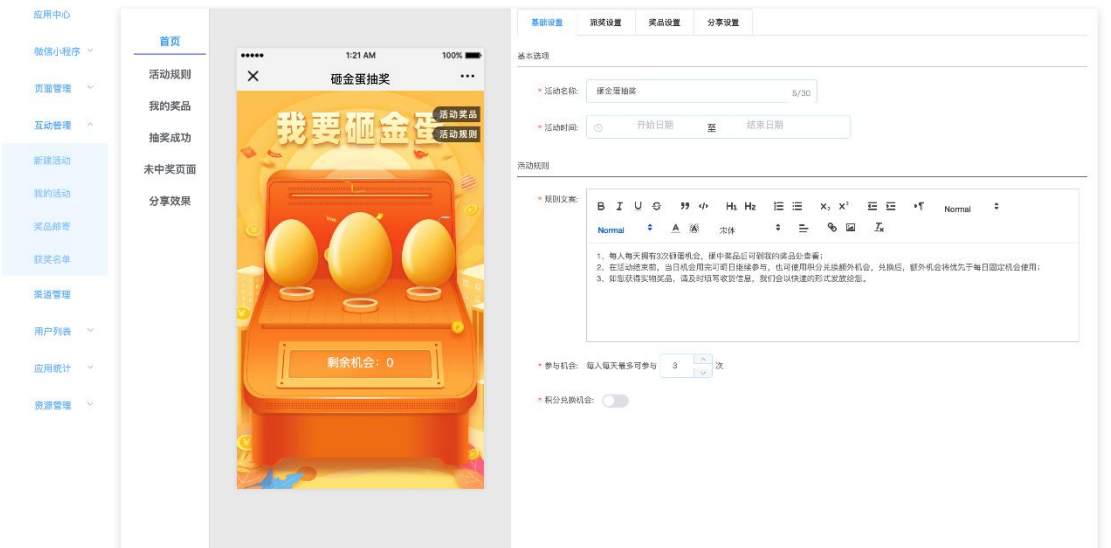 应用中心
微信小程序
页面管理
互动管理
新建活动
我的活动
奖品邮寄
获奖名单
渠道管理
用户列表
应用统计
资源管理
首页
活动规则
我的奖品
抽奖成功
未中奖页面
分享效果
1:21 AM
100%
砸金蛋抽奖
我要砸金蛋
活动奖品
活动规则
剩余机会：0
基础设置 派奖设置 奖品设置 分享设置
基本选项
* 活动名称: 砸金蛋抽奖 5/30
* 活动时间: 开始日期 至 结束日期
活动规则
* 规则文案:
B I U S H1 H2 X2 X² Normal
Normal A 宋体 Tx
1、每人每天拥有3次砸蛋机会，砸中奖品后可到我的奖品处查看；
2、在活动结束前，当日机会用完可明日继续参与，也可使用积分兑换额外机会，兑换后，额外机会将优先于每日固定机会使用；
3、如您获得实物奖品，请及时填写收货信息，我们会以快递的形式发放给您。
* 参与机会: 每人每天最多可参与 3 次
* 积分兑换机会: